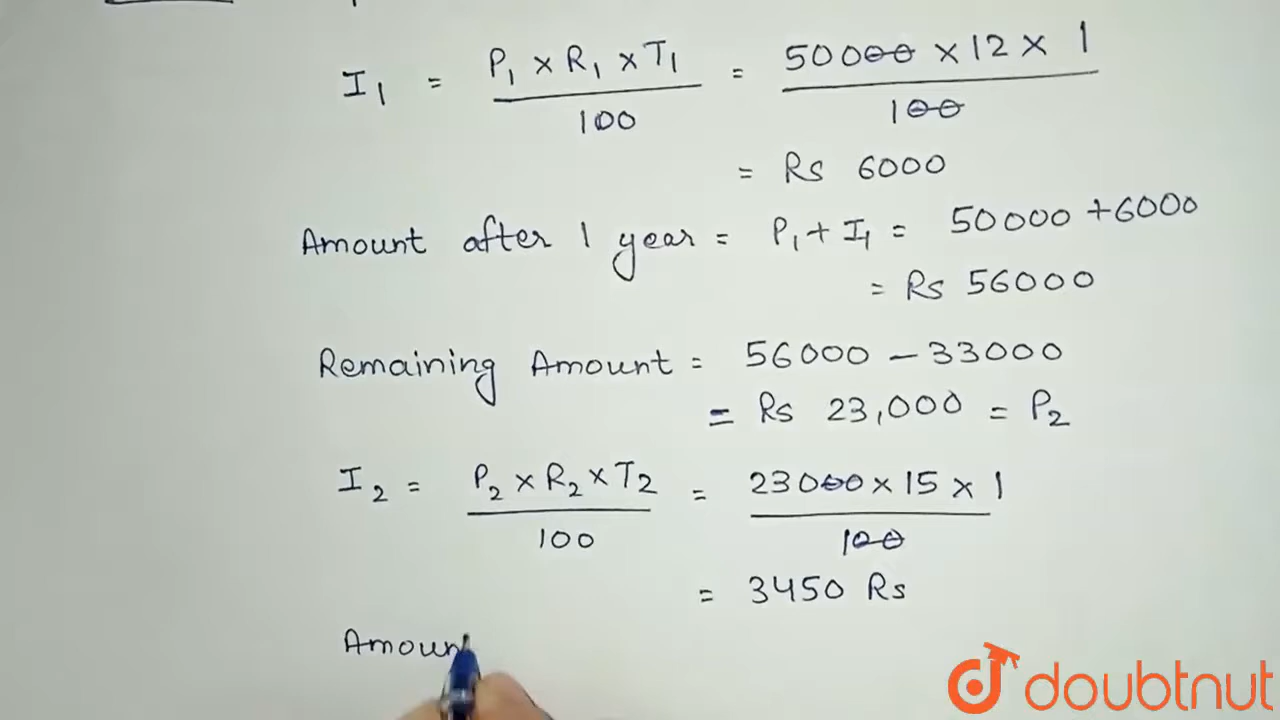 I₁ = P₁ × R₁ × T₁ / 100 = 50000 × 12 × 1 / 100
= Rs 6000
Amount after 1 year = P₁ + I₁ = 50000 + 6000
= Rs 56000
Remaining Amount = 56000 – 33000
= Rs 23,000 = P₂
I₂ = P₂ × R₂ × T₂ / 100 = 23000 × 15 × 1 / 100
= 3450 Rs
Amoun
doubtnut